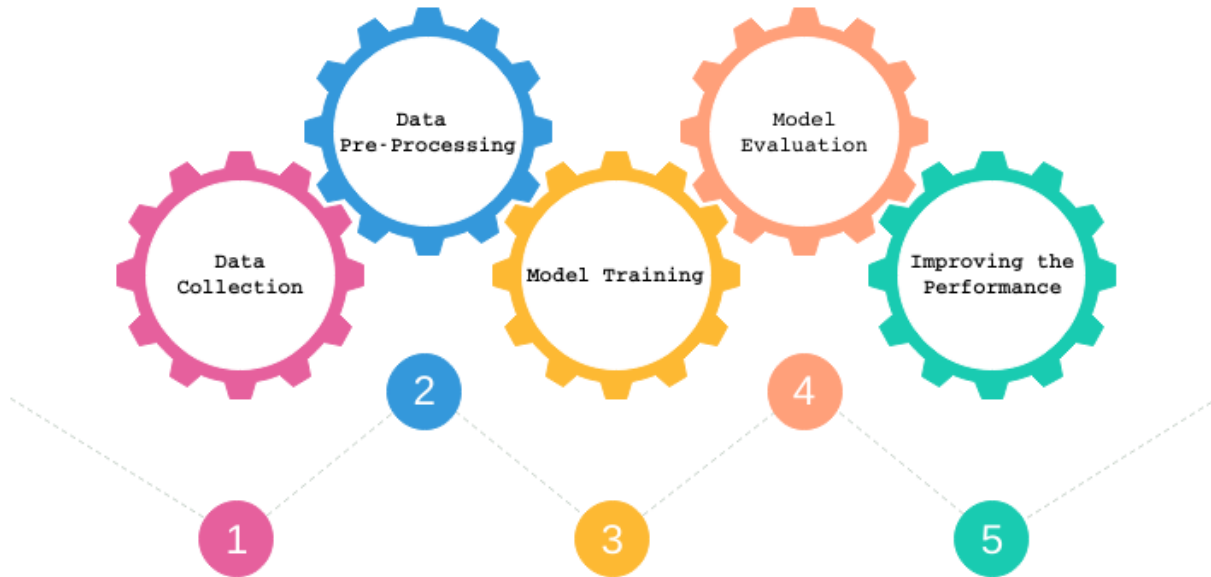 Data
Collection
Data
Pre-Processing
Model Training
Model
Evaluation
Improving the
Performance
1
2
3
4
5